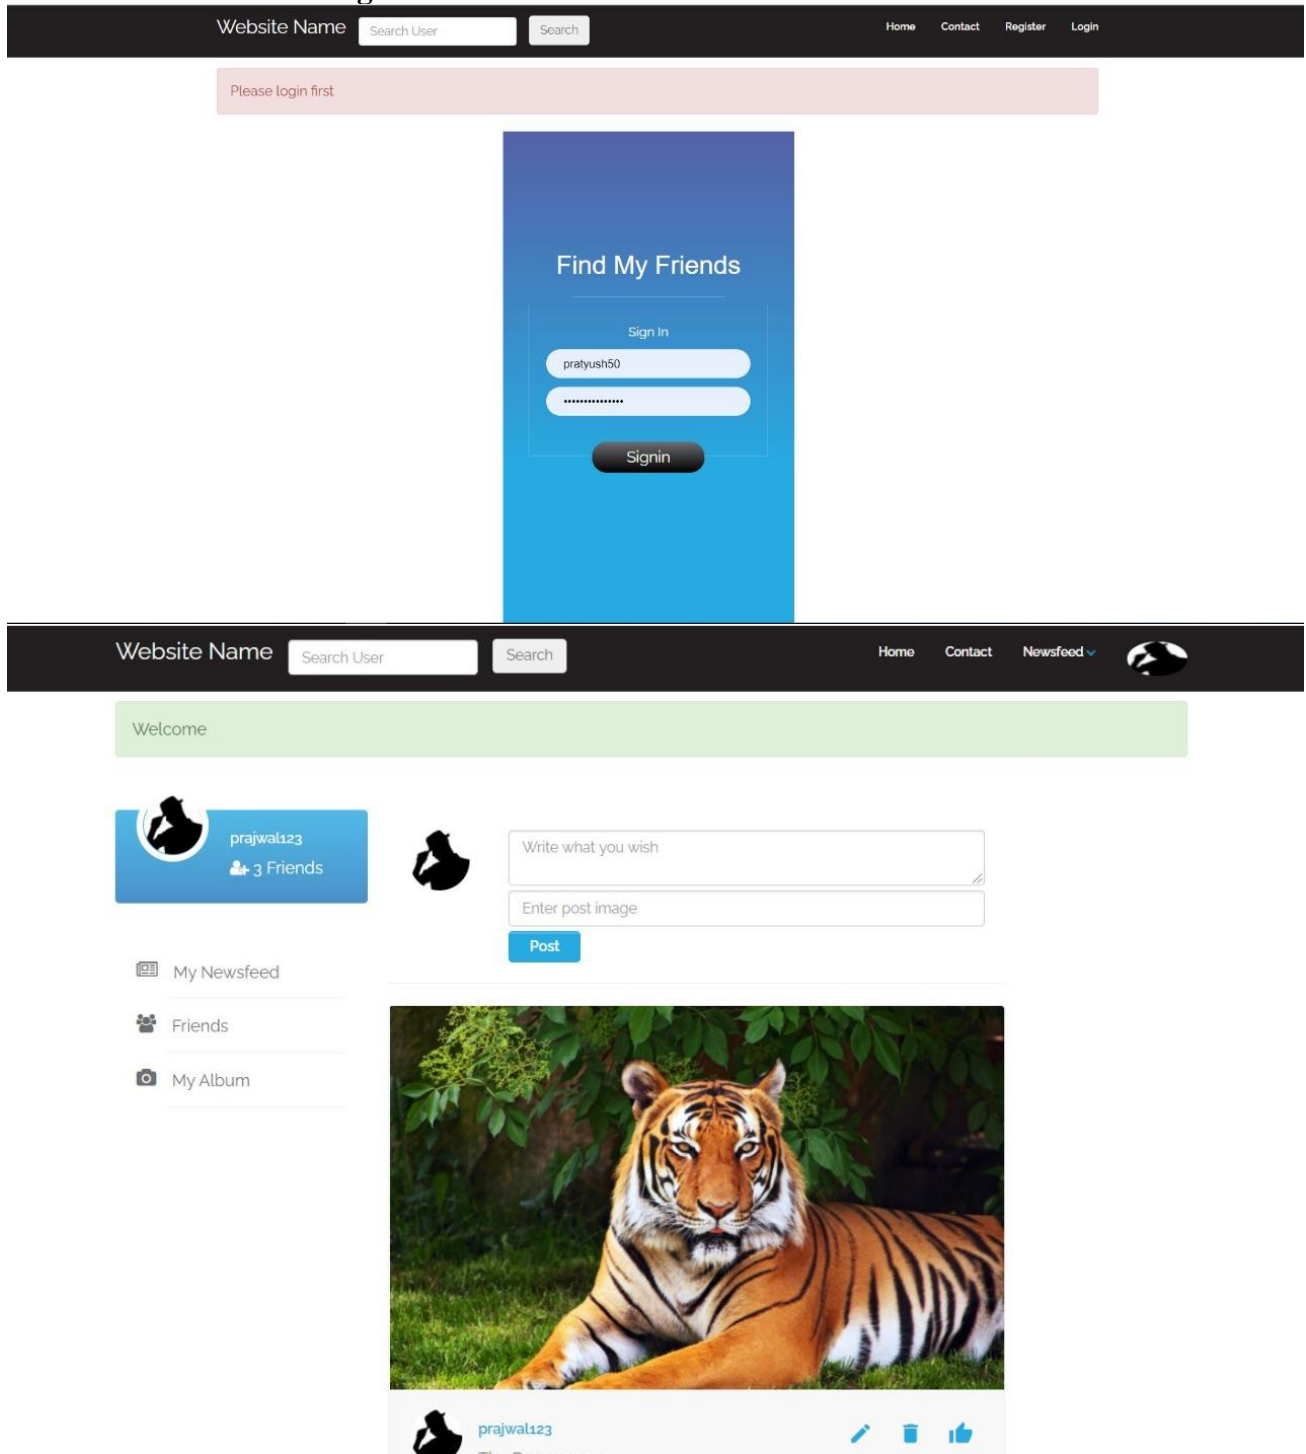 Website Name Search User Search Home Contact Register Login
Please login first
Find My Friends
Sign In
pratyush50
Signin
Website Name Search User Search Home Contact Newsfeed
Welcome
prajwal123
3 Friends
Write what you wish
Enter post image
Post
My Newsfeed
Friends
My Album
prajwal123